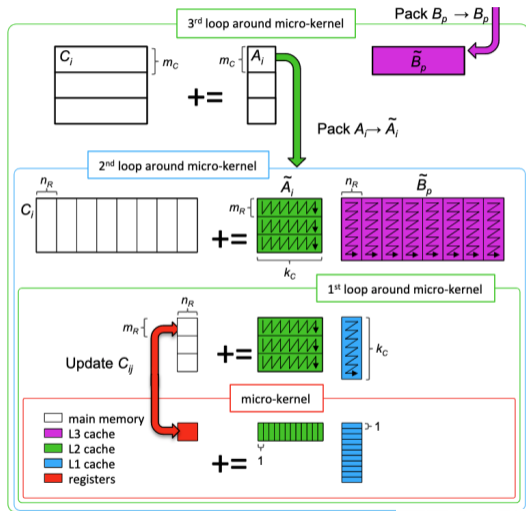 3rd loop around micro-kernel
Pack Bp → Bp
Ci
mC
+=
mC
Ai
B̃p
Pack Ai→ Ãi
2nd loop around micro-kernel
nR
Ãi
nR
B̃p
Ci
mR
+=
kC
1st loop around micro-kernel
nR
mR
+=
kC
Update Cij
micro-kernel
main memory
L3 cache
L2 cache
L1 cache
registers
+=
1
1